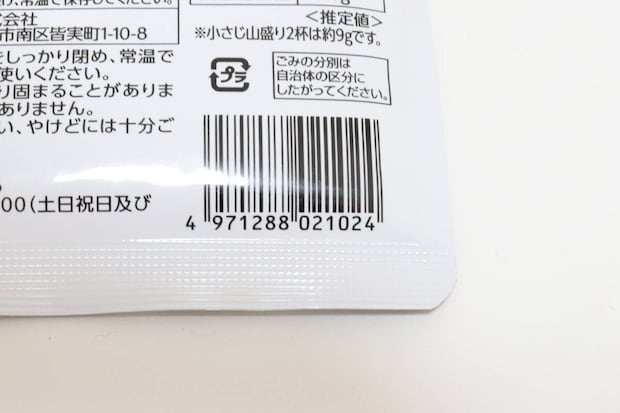 式会社
市南区皆実町1-10-8
をしっかり閉め、常温で
使いください。
り固まることがありま
ありません。
い、やけどには十分ご
00(土日祝日及び
<推定値>
※小さじ山盛り2杯は約9gです。
プラ
ごみの分別は
自治体の区分に
したがってください。
4 971288 021024